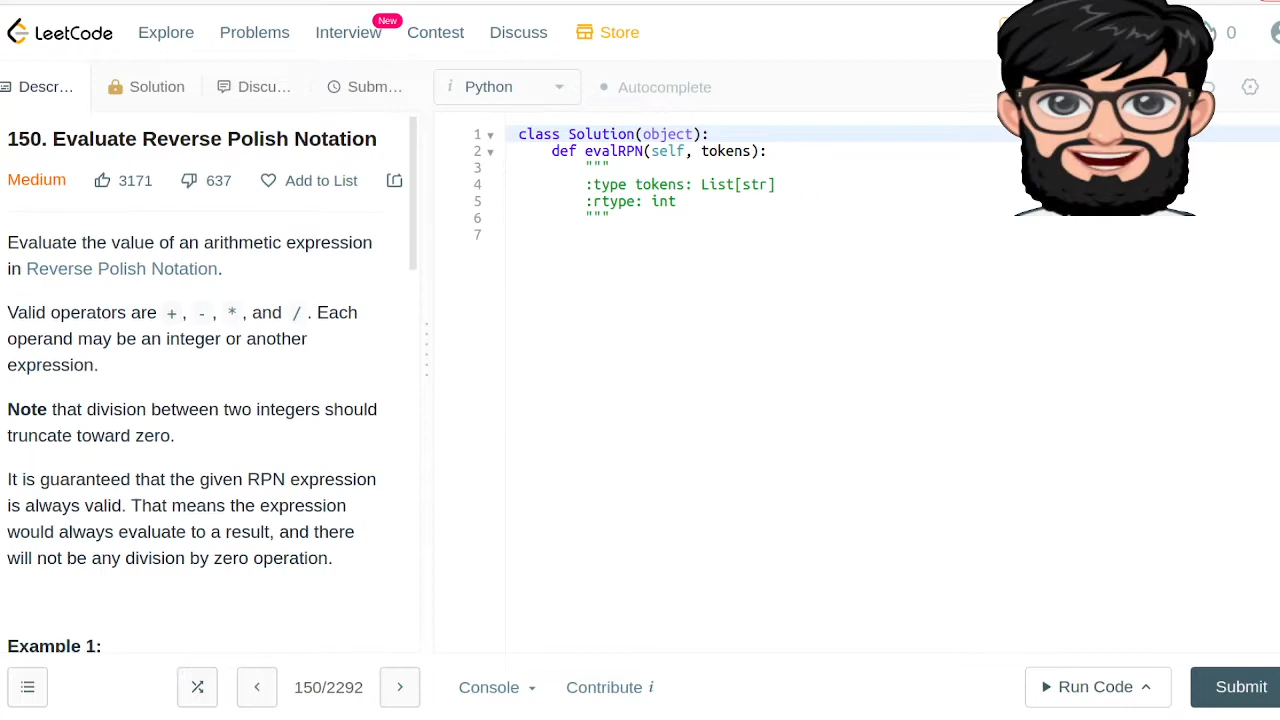 LeetCode Explore Problems Interview New Contest Discuss Store 0
Descr... Solution Discu... Subm... i Python Autocomplete
150. Evaluate Reverse Polish Notation
Medium 3171 637 Add to List
Evaluate the value of an arithmetic expression
in Reverse Polish Notation.
Valid operators are +, -, *, and /. Each
operand may be an integer or another
expression.
Note that division between two integers should
truncate toward zero.
It is guaranteed that the given RPN expression
is always valid. That means the expression
would always evaluate to a result, and there
will not be any division by zero operation.
Example 1:
1 class Solution(object):
2 def evalRPN(self, tokens):
3 """
4 :type tokens: List[str]
5 :rtype: int
6 """
7
150/2292 Console Contribute i Run Code Submit